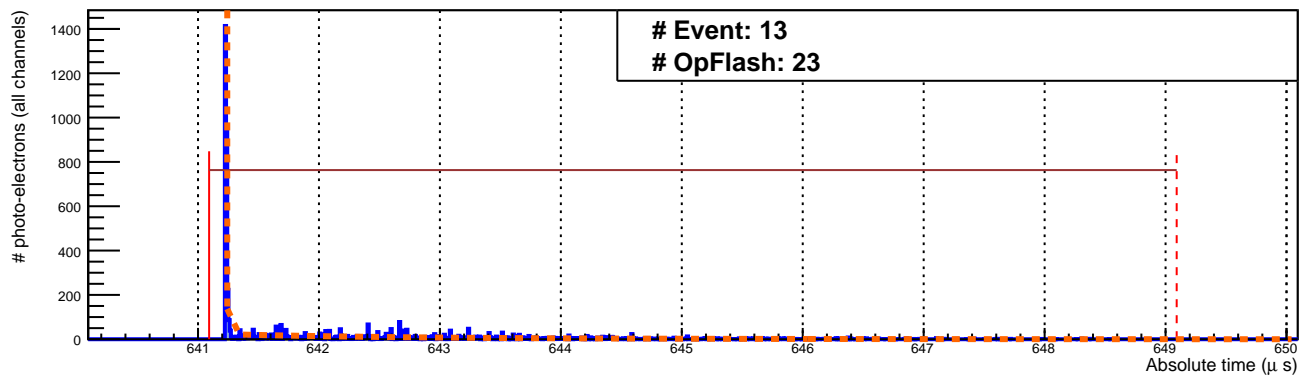 # Event: 13
# OpFlash: 23
# photo-electrons (all channels)
1400
1200
1000
800
600
400
200
0
641 642 643 644 645 646 647 648 649 650
Absolute time (μ s)